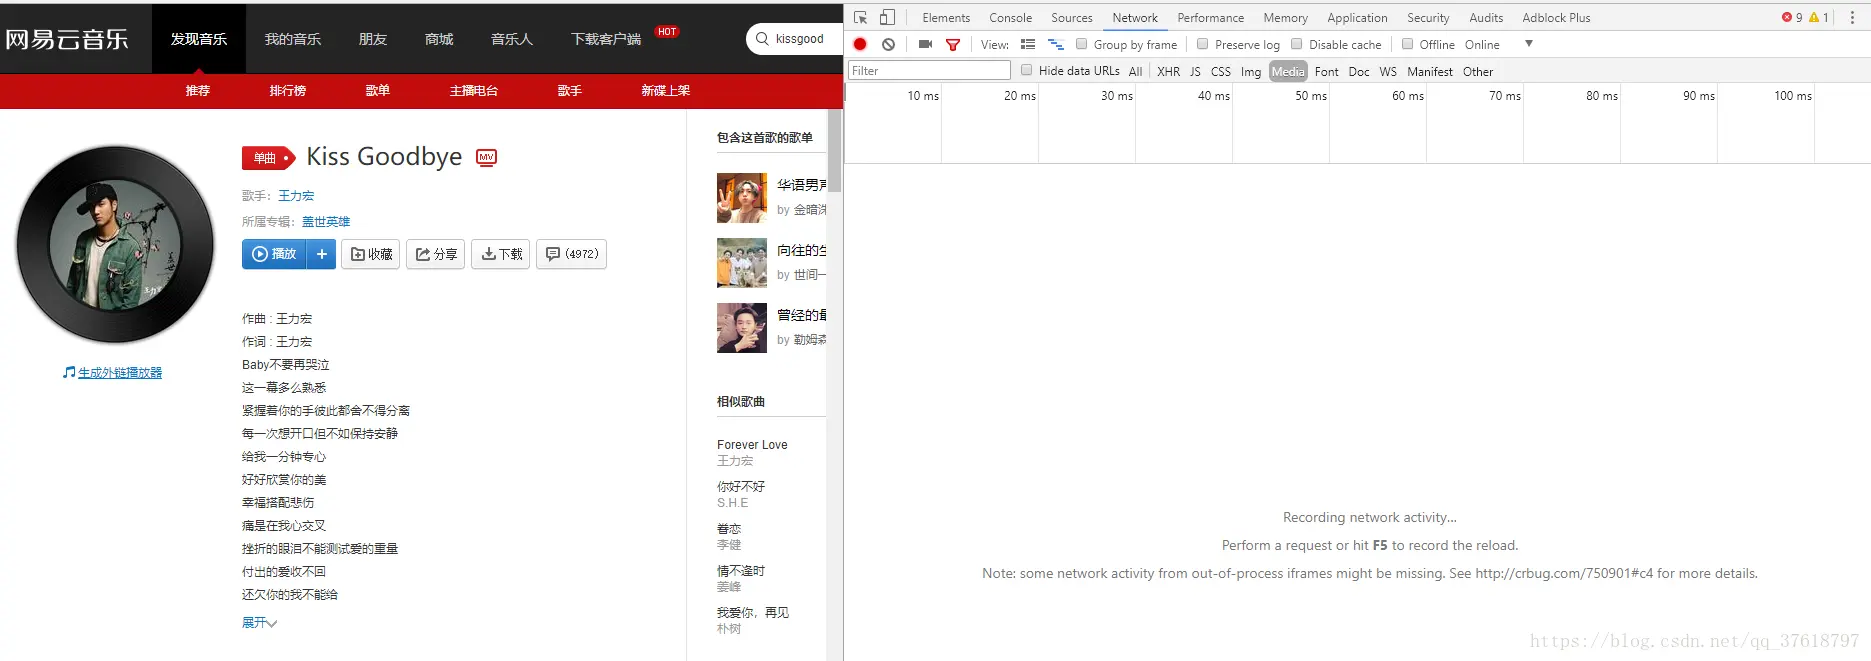 网易云音乐
发现音乐 我的音乐 朋友 商城 音乐人 下载客户端 HOT
kissgood
推荐 排行榜 歌单 主播电台 歌手 新碟上架
单曲 Kiss Goodbye MV
歌手：王力宏
所属专辑：盖世英雄
播放 + 收藏 分享 下载 (4972)
生成外链播放器
作曲 : 王力宏
作词 : 王力宏
Baby不要再哭泣
这一幕多么熟悉
紧握着你的手彼此都舍不得分离
每一次想开口但不如保持安静
给我一分钟专心
好好欣赏你的美
幸福搭配悲伤
痛是在我心交叉
挫折的眼泪不能测试爱的重量
付出的爱收不回
还欠你的我不能给
展开
包含这首歌的歌单
华语男声
by 金暗洙
向往的生
by 世间一
曾经的最
by 勒姆森
相似歌曲
Forever Love
王力宏
你好不好
S.H.E
眷恋
李健
情不逢时
姜峰
我爱你，再见
朴树
Elements Console Sources Network Performance Memory Application Security Audits Adblock Plus 9 1
View: Group by frame Preserve log Disable cache Offline Online
Filter Hide data URLs All XHR JS CSS Img Media Font Doc WS Manifest Other
10 ms 20 ms 30 ms 40 ms 50 ms 60 ms 70 ms 80 ms 90 ms 100 ms
Recording network activity...
Perform a request or hit F5 to record the reload.
Note: some network activity from out-of-process iframes might be missing. See http://crbug.com/750901#c4 for more details.
https://blog.csdn.net/qq_37618797